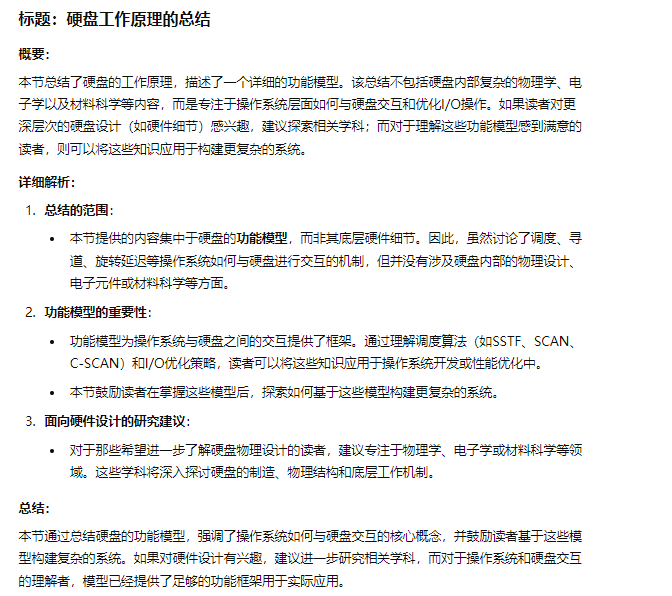 标题：硬盘工作原理的总结
概要：
本节总结了硬盘的工作原理，描述了一个详细的功能模型。该总结不包括硬盘内部复杂的物理学、电
子学以及材料科学等内容，而是专注于操作系统层面如何与硬盘交互和优化I/O操作。如果读者对更
深层次的硬盘设计（如硬件细节）感兴趣，建议探索相关学科；而对于理解这些功能模型感到满意的
读者，则可以将这些知识应用于构建更复杂的系统。
详细解析：
1. 总结的范围：
• 本节提供的内容集中于硬盘的功能模型，而非其底层硬件细节。因此，虽然讨论了调度、寻
道、旋转延迟等操作系统如何与硬盘进行交互的机制，但并没有涉及硬盘内部的物理设计、
电子元件或材料科学等方面。
2. 功能模型的重要性：
• 功能模型为操作系统与硬盘之间的交互提供了框架。通过理解调度算法（如SSTF、SCAN、
C-SCAN）和I/O优化策略，读者可以将这些知识应用于操作系统开发或性能优化中。
• 本节鼓励读者在掌握这些模型后，探索如何基于这些模型构建更复杂的系统。
3. 面向硬件设计的研究建议：
• 对于那些希望进一步了解硬盘物理设计的读者，建议专注于物理学、电子学或材料科学等领
域。这些学科将深入探讨硬盘的制造、物理结构和底层工作机制。
总结：
本节通过总结硬盘的功能模型，强调了操作系统如何与硬盘交互的核心概念，并鼓励读者基于这些模
型构建复杂的系统。如果对硬件设计有兴趣，建议进一步研究相关学科，而对于操作系统和硬盘交互
的理解者，模型已经提供了足够的功能框架用于实际应用。